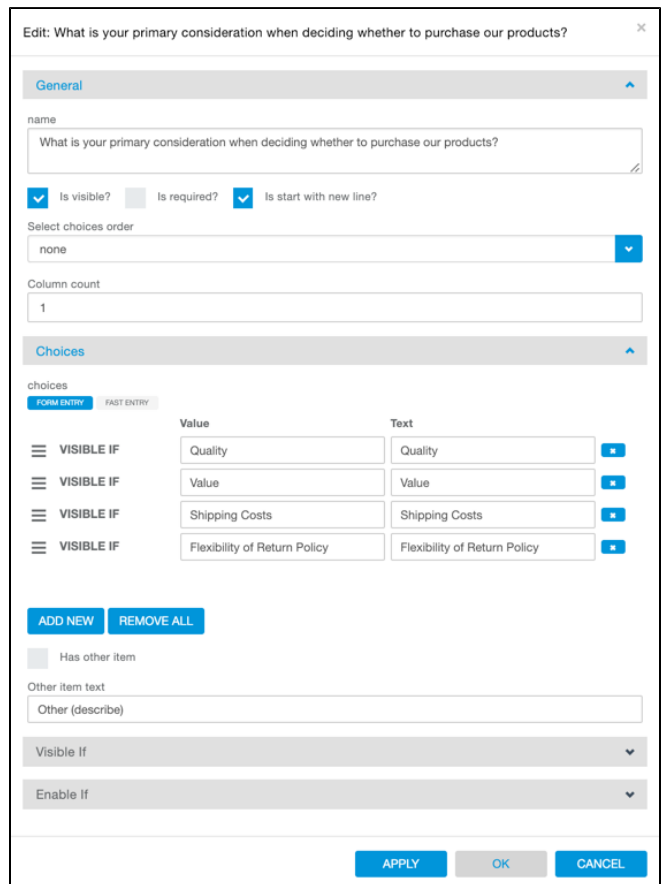 Edit: What is your primary consideration when deciding whether to purchase our products?
General
name
What is your primary consideration when deciding whether to purchase our products?
Is visible? Is required? Is start with new line?
Select choices order
none
Column count
1
Choices
choices
FORM ENTRY FAST ENTRY
Value Text
VISIBLE IF Quality Quality
VISIBLE IF Value Value
VISIBLE IF Shipping Costs Shipping Costs
VISIBLE IF Flexibility of Return Policy Flexibility of Return Policy
ADD NEW REMOVE ALL
Has other item
Other item text
Other (describe)
Visible If
Enable If
APPLY OK CANCEL